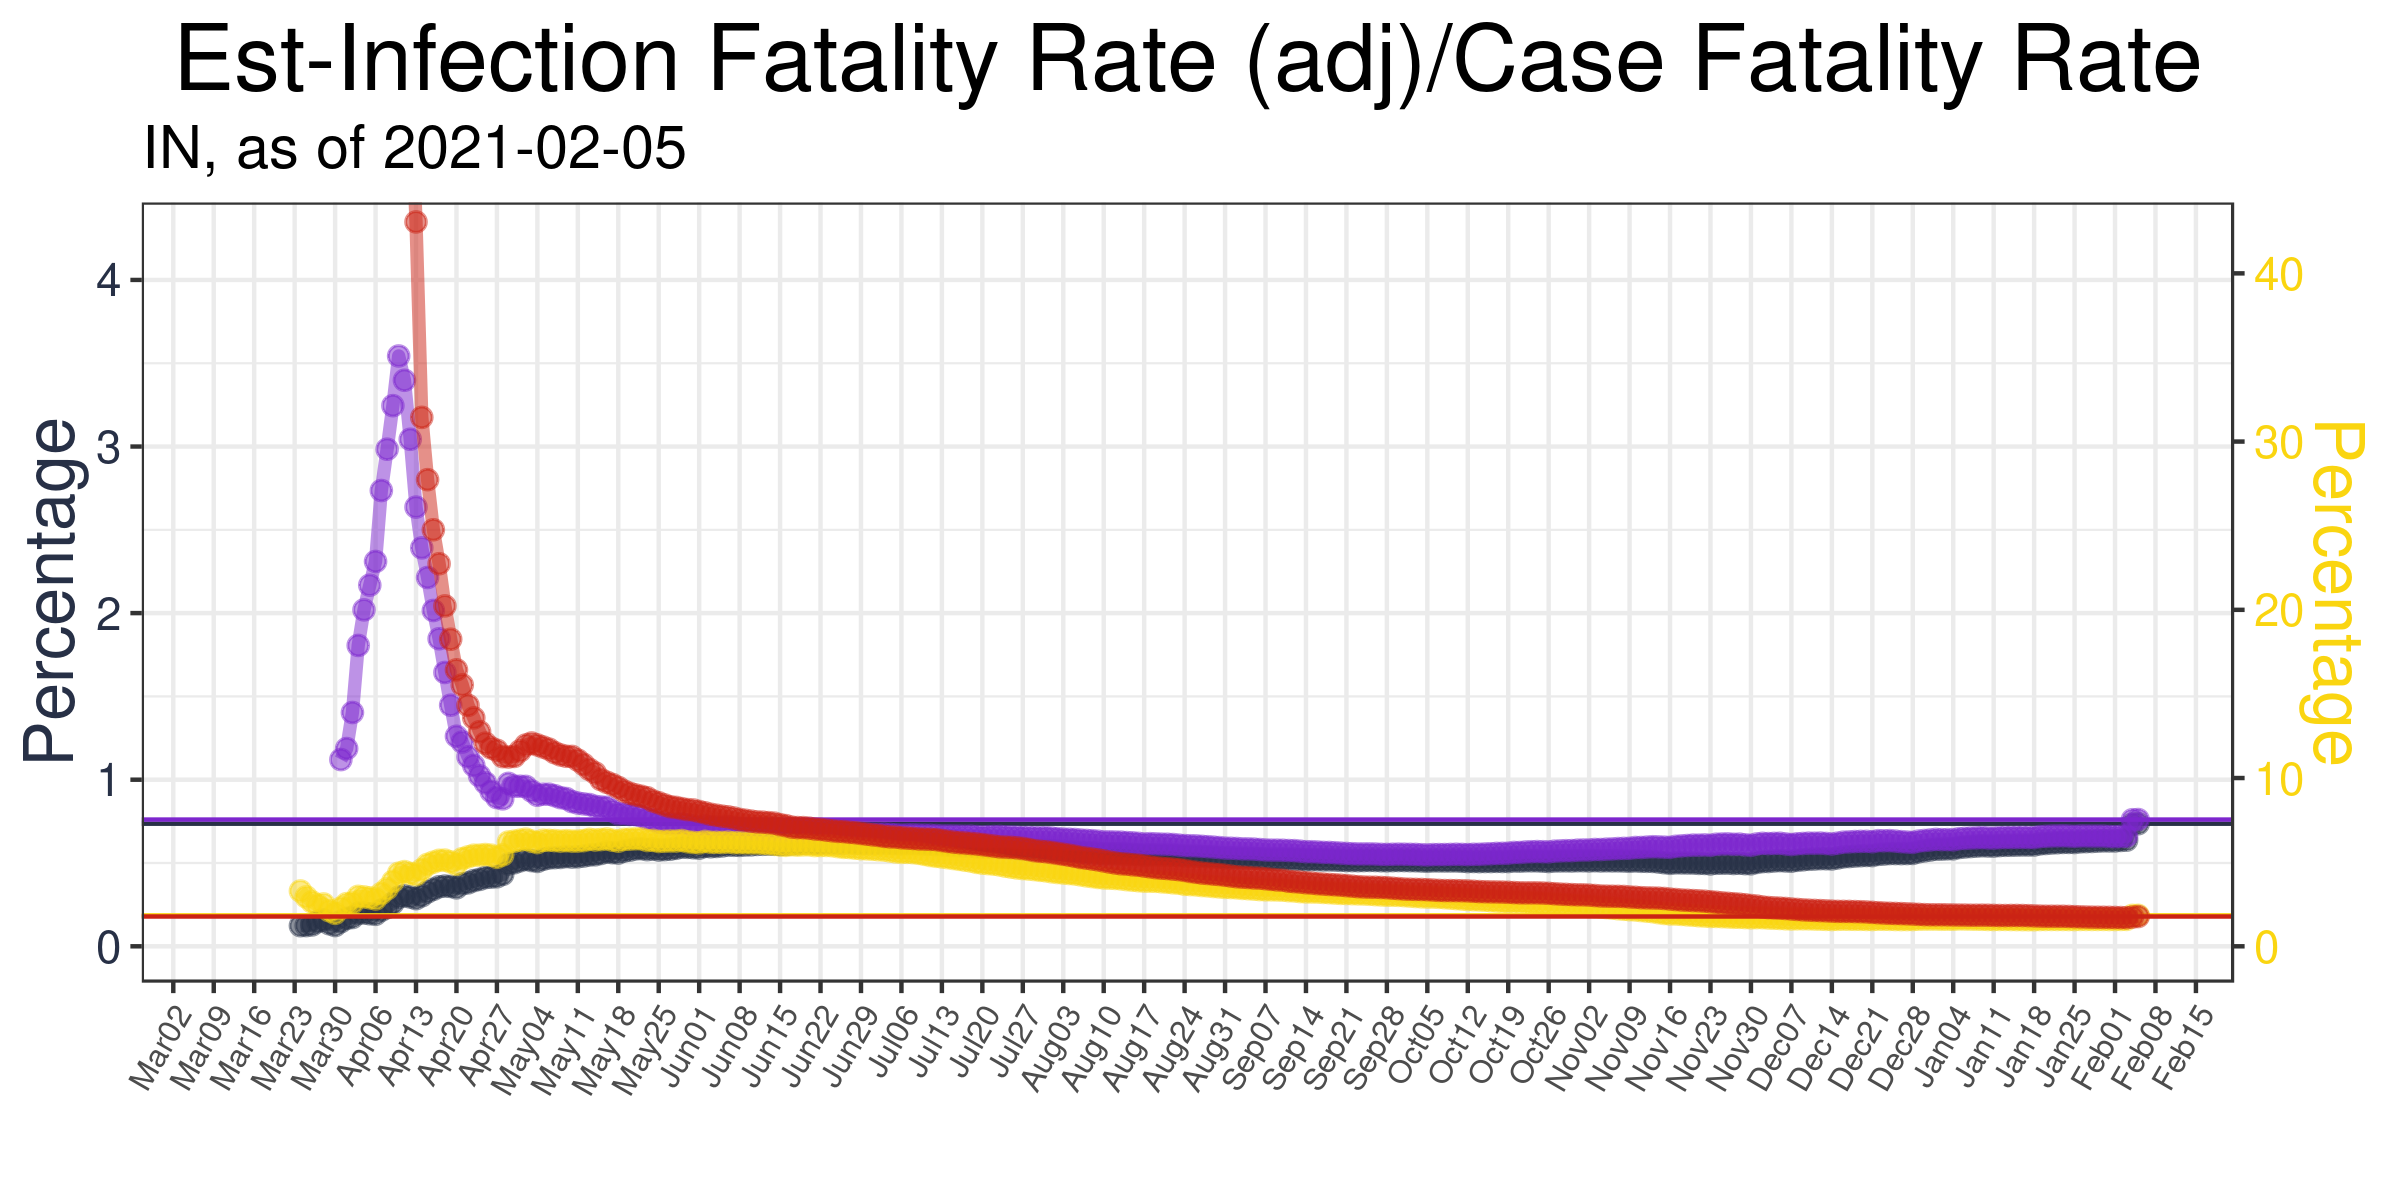 Est-Infection Fatality Rate (adj)/Case Fatality Rate
IN, as of 2021-02-05
Percentage
4
3
2
1
0
40
30
20
10
0
Percentage
Mar02
Mar09
Mar16
Mar23
Mar30
Apr06
Apr13
Apr20
Apr27
May04
May11
May18
May25
Jun01
Jun08
Jun15
Jun22
Jun29
Jul06
Jul13
Jul20
Jul27
Aug03
Aug10
Aug17
Aug24
Aug31
Sep07
Sep14
Sep21
Sep28
Oct05
Oct12
Oct19
Oct26
Nov02
Nov09
Nov16
Nov23
Nov30
Dec07
Dec14
Dec21
Dec28
Jan04
Jan11
Jan18
Jan25
Feb01
Feb08
Feb15